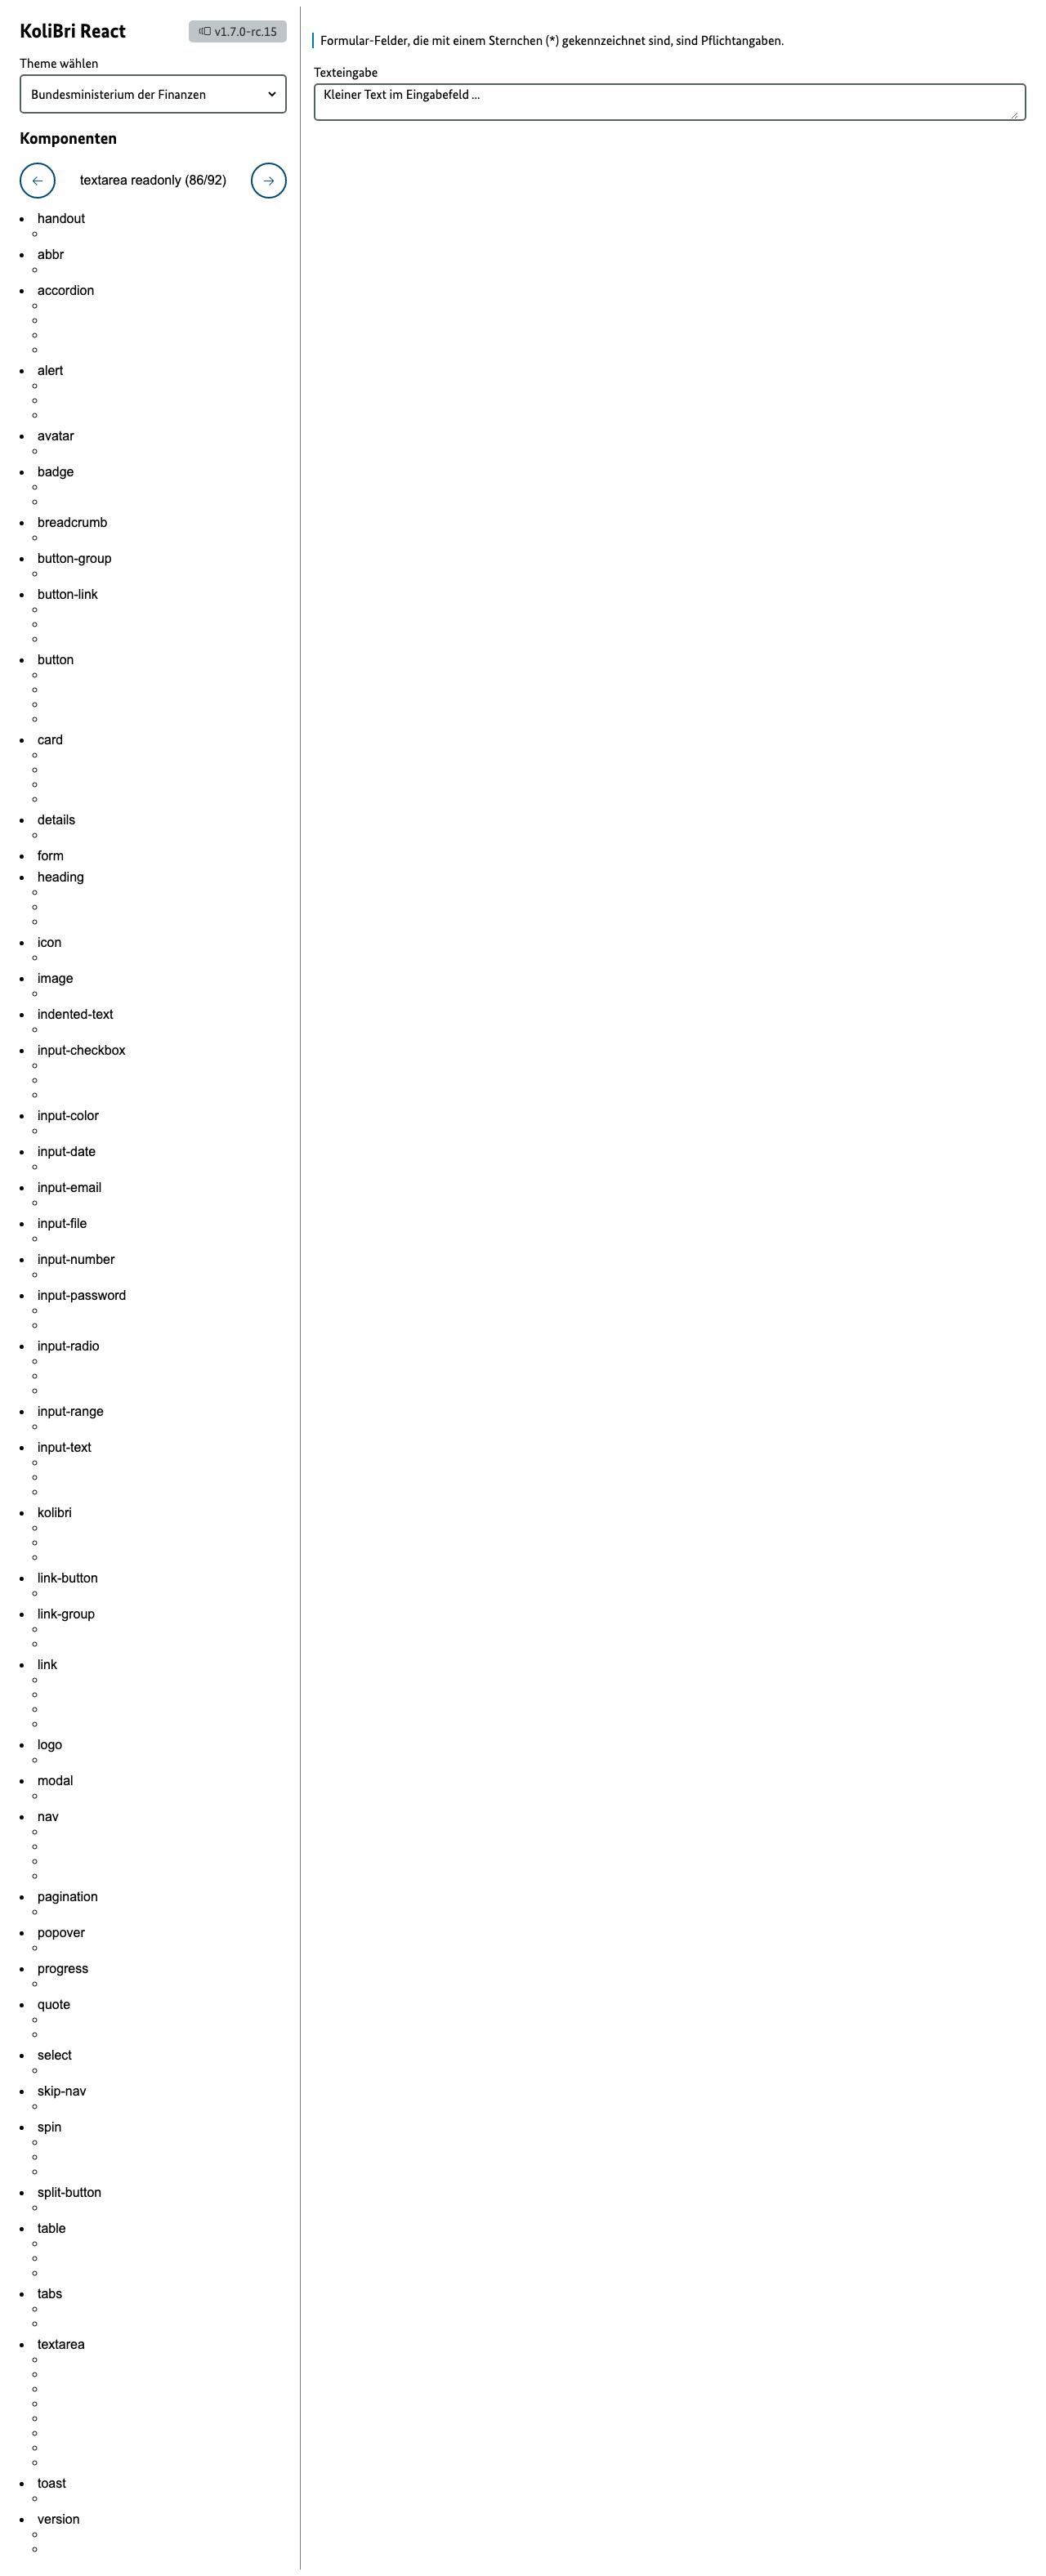 KoliBri React
v1.7.0-rc.15
Theme wählen
Bundesministerium der Finanzen
Komponenten
textarea readonly (86/92)
handout
abbr
accordion
alert
avatar
badge
breadcrumb
button-group
button-link
button
card
details
form
heading
icon
image
indented-text
input-checkbox
input-color
input-date
input-email
input-file
input-number
input-password
input-radio
input-range
input-text
kolibri
link-button
link-group
link
logo
modal
nav
pagination
popover
progress
quote
select
skip-nav
spin
split-button
table
tabs
textarea
toast
version
Formular-Felder, die mit einem Sternchen (*) gekennzeichnet sind, sind Pflichtangaben.
Texteingabe
Kleiner Text im Eingabefeld ...